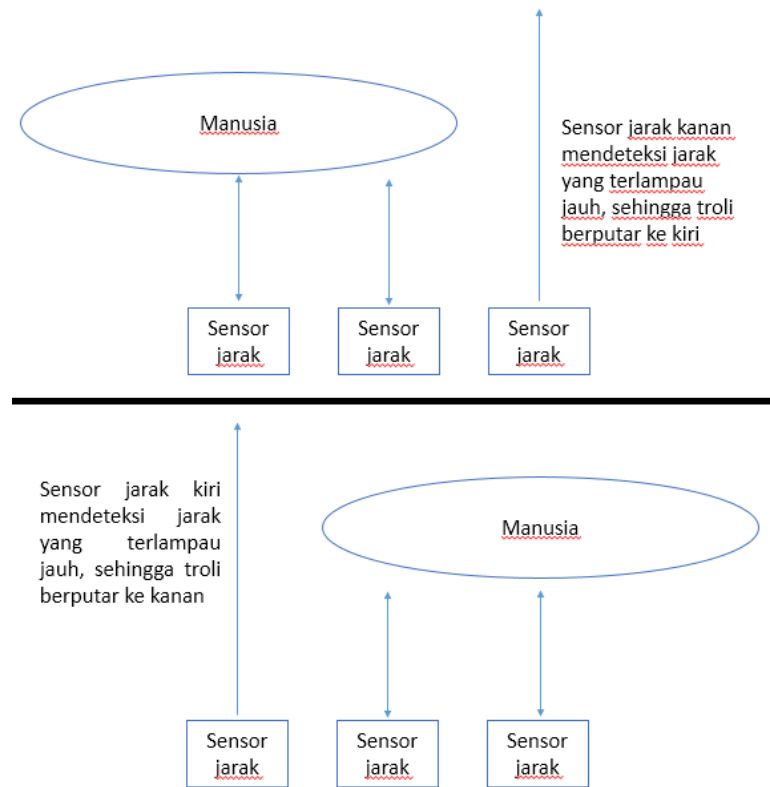 Manusia
Sensor jarak kanan
mendeteksi jarak
yang terlampau
jauh, sehingga troli
berputar ke kiri
Sensor
jarak
Sensor
jarak
Sensor
jarak
Sensor jarak kiri
mendeteksi jarak
yang terlampau
jauh, sehingga troli
berputar ke kanan
Manusia
Sensor
jarak
Sensor
jarak
Sensor
jarak